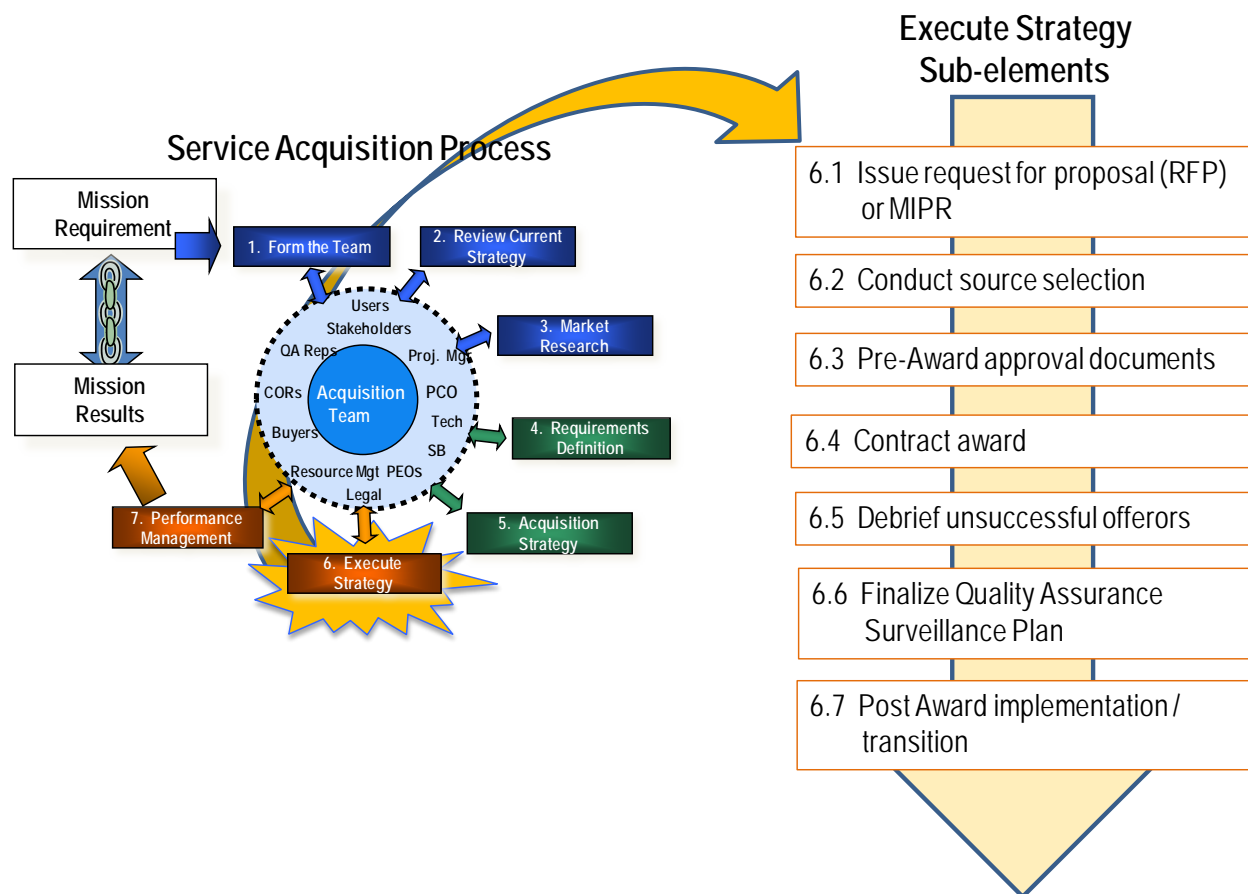 Execute Strategy
Sub-elements
Service Acquisition Process
Mission
Requirement
Mission
Results
1. Form the Team
2. Review Current
Strategy
3. Market
Research
4. Requirements
Definition
5. Acquisition
Strategy
6. Execute
Strategy
7. Performance
Management
Users
Stakeholders
QA Reps
Proj. Mgr
CORs
Acquisition
Team
PCO
Tech
Buyers
SB
Resource Mgt
PEOs
Legal
6.1 Issue request for proposal (RFP)
or MIPR
6.2 Conduct source selection
6.3 Pre-Award approval documents
6.4 Contract award
6.5 Debrief unsuccessful offerors
6.6 Finalize Quality Assurance
Surveillance Plan
6.7 Post Award implementation /
transition